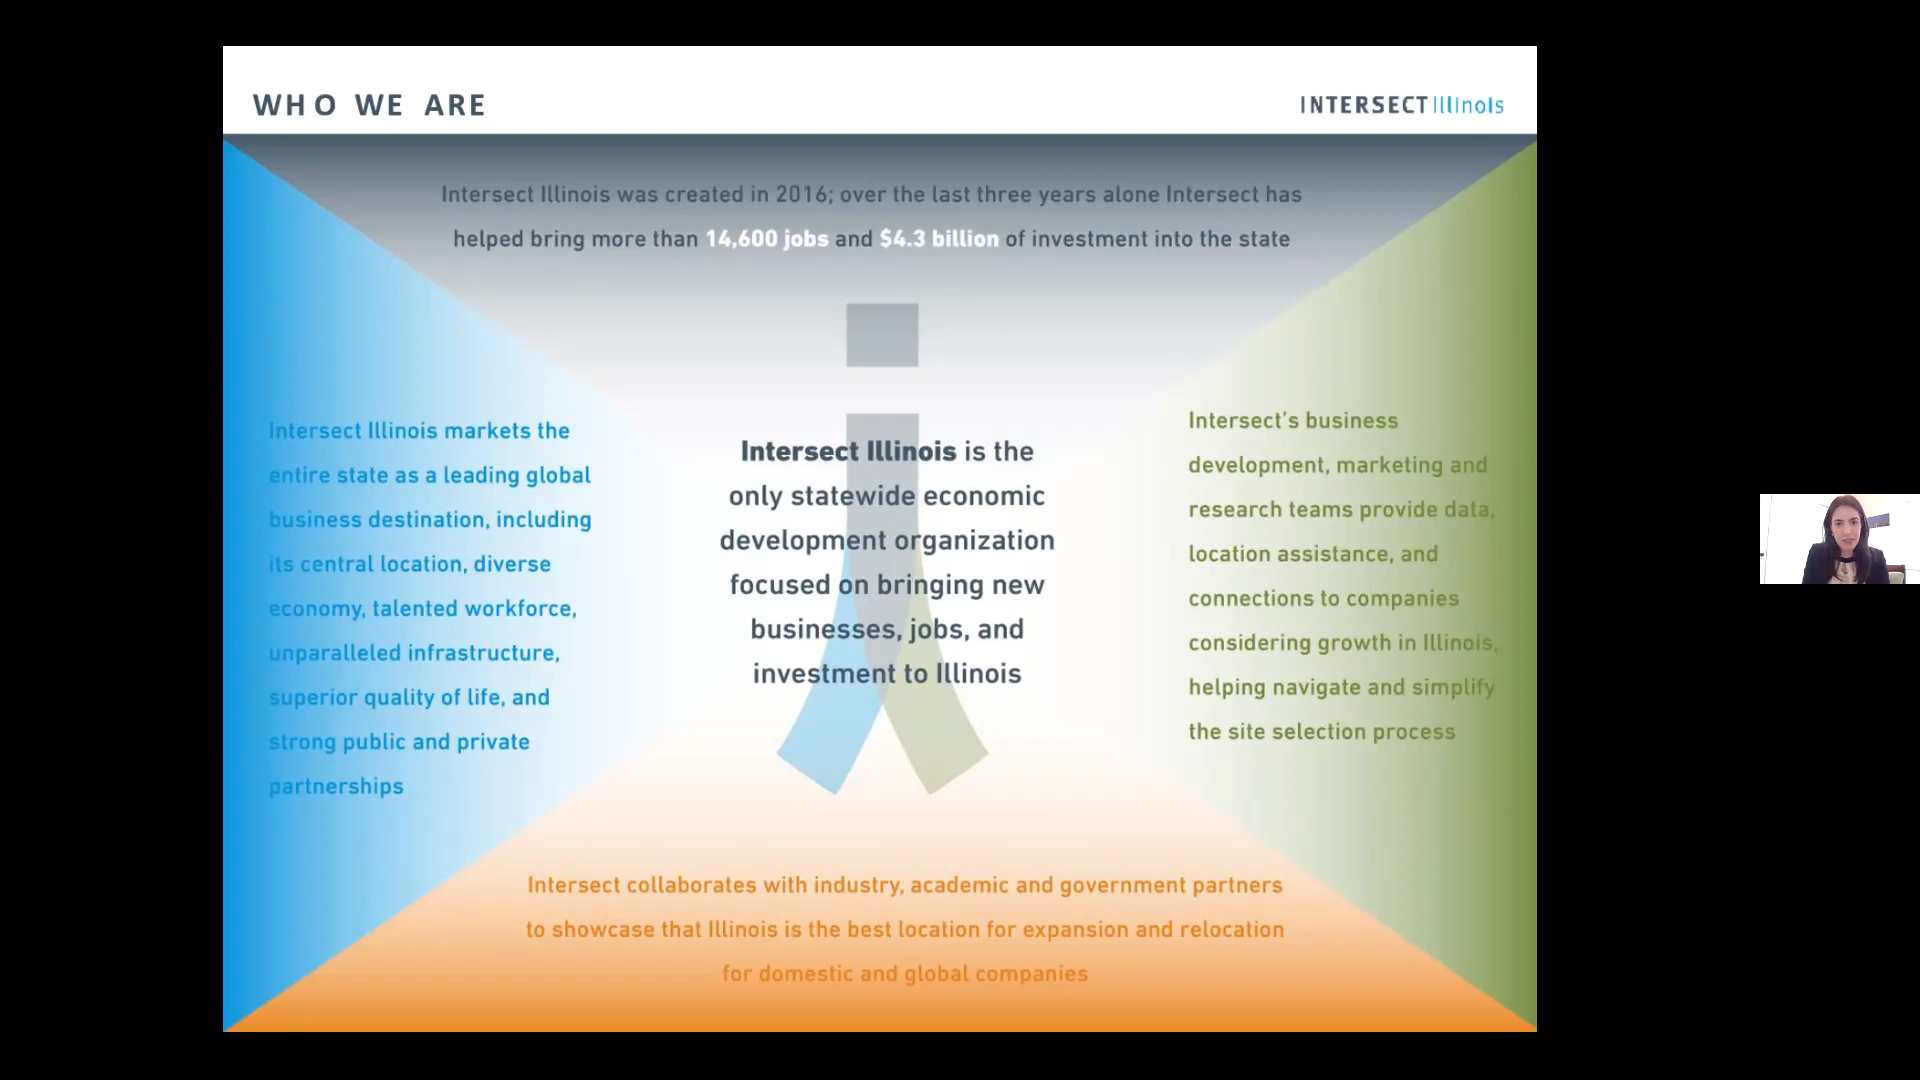 WHO WE ARE
INTERSECT Illinois
Intersect Illinois was created in 2016; over the last three years alone Intersect has
helped bring more than 14,600 jobs and $4.3 billion of investment into the state
Intersect Illinois markets the
entire state as a leading global
business destination, including
its central location, diverse
economy, talented workforce,
unparalleled infrastructure,
superior quality of life, and
strong public and private
partnerships
Intersect Illinois is the
only statewide economic
development organization
focused on bringing new
businesses, jobs, and
investment to Illinois
Intersect's business
development, marketing and
research teams provide data,
location assistance, and
connections to companies
considering growth in Illinois,
helping navigate and simplify
the site selection process
Intersect collaborates with industry, academic and government partners
to showcase that Illinois is the best location for expansion and relocation
for domestic and global companies